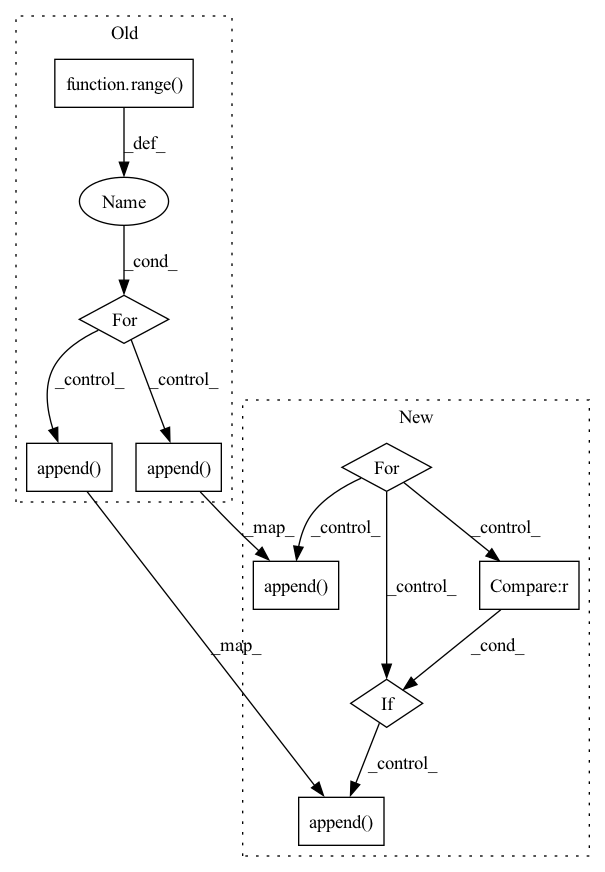 Old
function.range()
_def_
Name
_cond_
For
_control_ _control_
append() append()
New
For
_map_ _control_ _control_
append() _control_ Compare:r
_map_ _cond_
If
_control_
append()